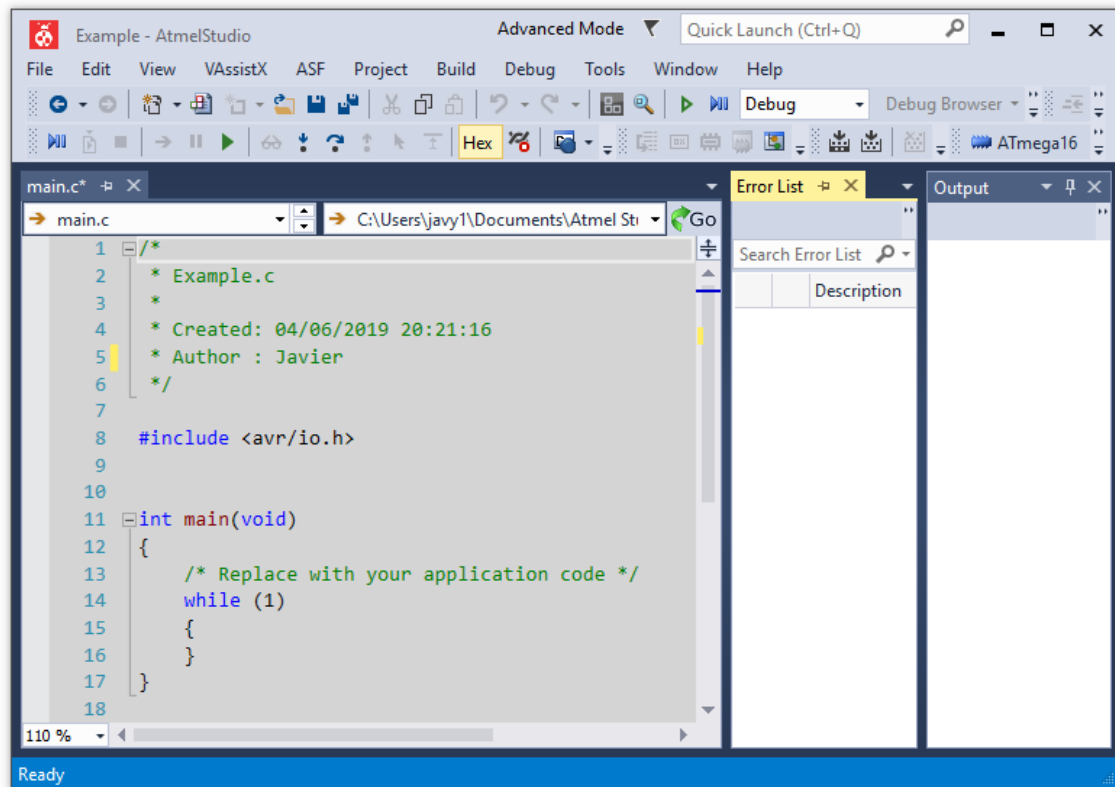 Example - AtmelStudio
Advanced Mode
Quick Launch (Ctrl+Q)
File Edit View VAssistX ASF Project Build Debug Tools Window Help
Debug
Debug Browser
Hex
ATmega16
main.c*
Error List
Output
main.c
C:\Users\javy1\Documents\Atmel Stu
Go
Search Error List
Description
1 /*
2 * Example.c
3 *
4 * Created: 04/06/2019 20:21:16
5 * Author : Javier
6 */
7
8 #include <avr/io.h>
9
10
11 int main(void)
12 {
13 /* Replace with your application code */
14 while (1)
15 {
16 }
17 }
18
110 %
Ready